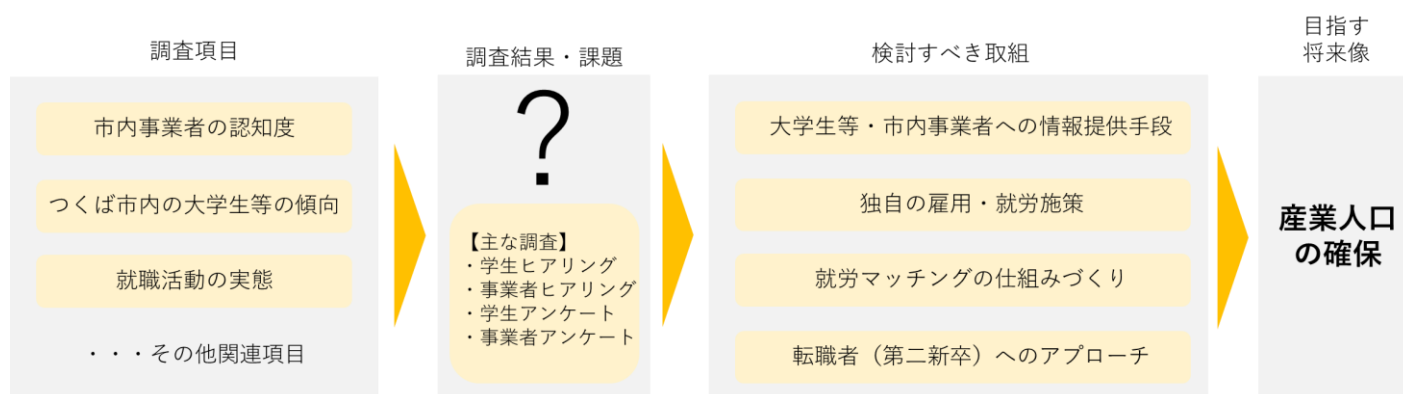 調査項目
市内事業者の認知度
つくば市内の大学生等の傾向
就職活動の実態
・・・その他関連項目
調査結果・課題
?
【主な調査】
・学生ヒアリング
・事業者ヒアリング
・学生アンケート
・事業者アンケート
検討すべき取組
大学生等・市内事業者への情報提供手段
独自の雇用・就労施策
就労マッチングの仕組みづくり
転職者（第二新卒）へのアプローチ
目指す
将来像
産業人口
の確保